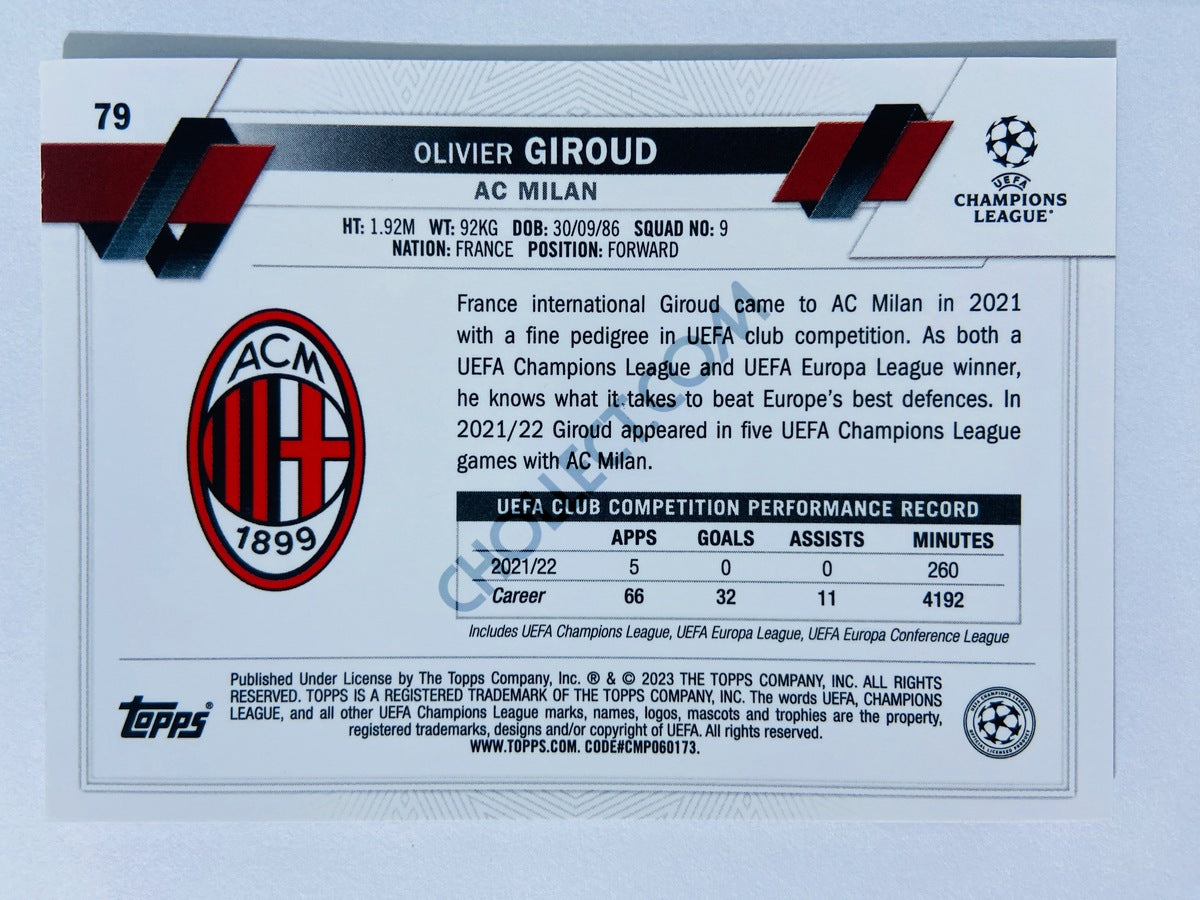 79
OLIVIER GIROUD
AC MILAN
HT: 1.92M WT: 92KG DOB: 30/09/86 SQUAD NO: 9
NATION: FRANCE POSITION: FORWARD
UEFA
CHAMPIONS
LEAGUE®
ACM
1899
France international Giroud came to AC Milan in 2021
with a fine pedigree in UEFA club competition. As both a
UEFA Champions League and UEFA Europa League winner,
he knows what it takes to beat Europe's best defences. In
2021/22 Giroud appeared in five UEFA Champions League
games with AC Milan.
UEFA CLUB COMPETITION PERFORMANCE RECORD
APPS GOALS ASSISTS MINUTES
2021/22 5 0 0 260
Career 66 32 11 4192
Includes UEFA Champions League, UEFA Europa League, UEFA Europa Conference League
CHOLLECT.COM
topps®
Published Under License by The Topps Company, Inc. ® & © 2023 THE TOPPS COMPANY, INC. ALL RIGHTS
RESERVED. TOPPS IS A REGISTERED TRADEMARK OF THE TOPPS COMPANY, INC. The words UEFA, CHAMPIONS
LEAGUE, and all other UEFA Champions League marks, names, logos, mascots and trophies are the property,
registered trademarks, designs and/or copyright of UEFA. All rights reserved.
WWW.TOPPS.COM. CODE#CMP060173.
CHAMPIONS LEAGUE
OFFICIAL LICENSED PRODUCT